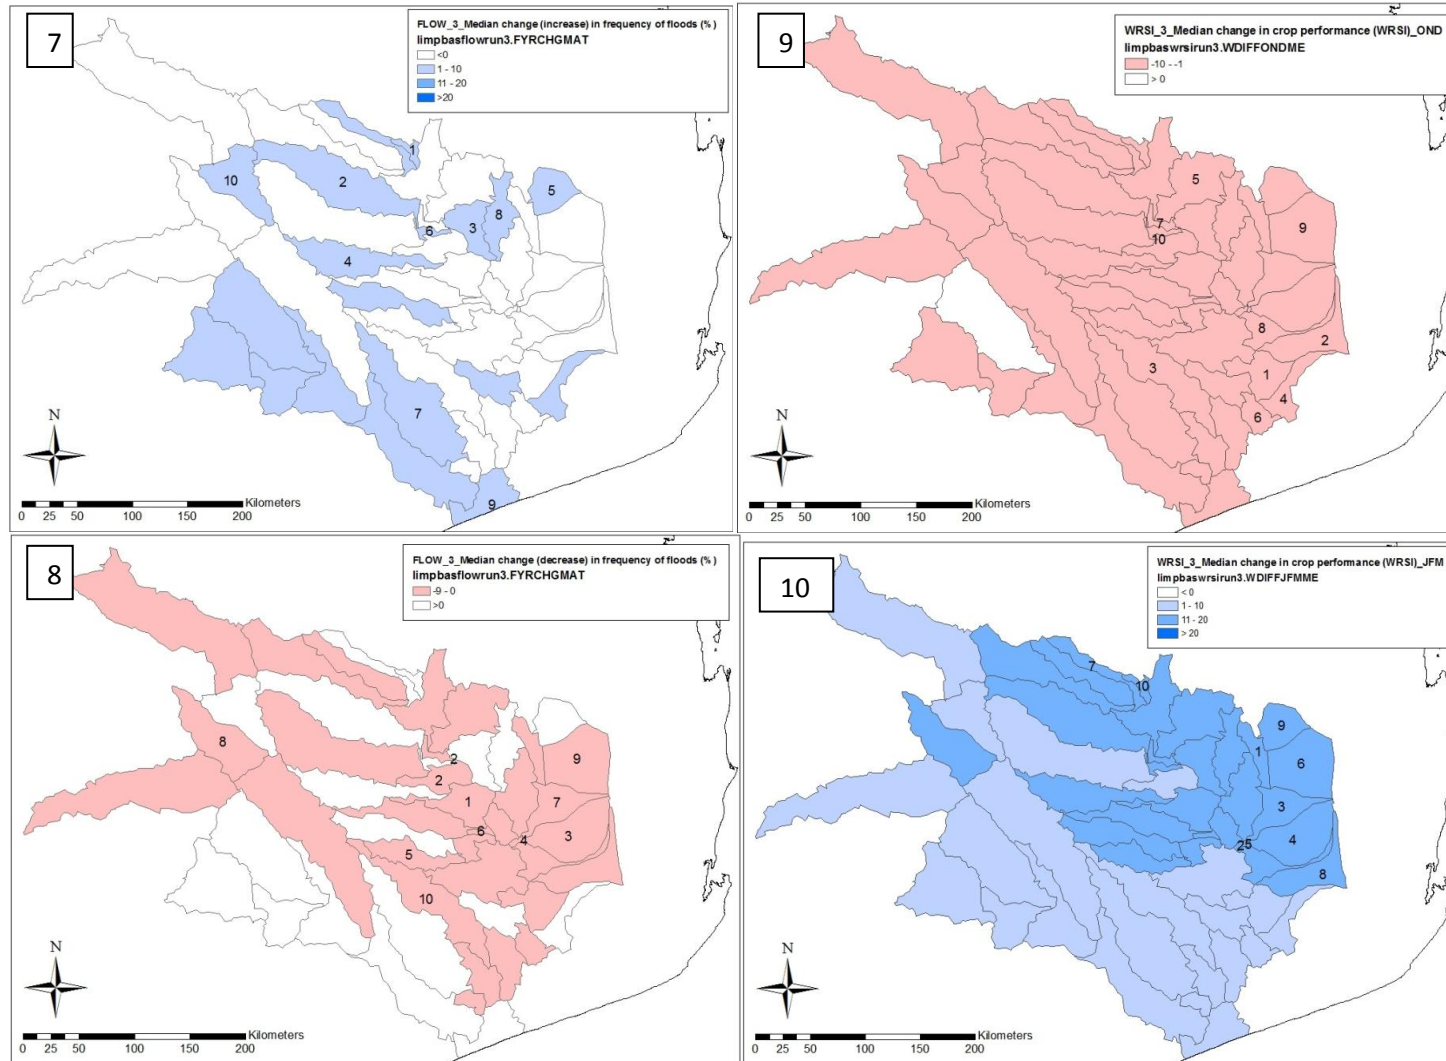 7
FLOW_3_Median change (increase) in frequency of floods (%)
limpbasflowrun3.FYRCHGMAT
<0
1 - 10
11 - 20
>20
1
10
2
5
8
3
6
4
7
9
N
Kilometers
0 25 50 100 150 200
9
WRSI_3_Median change in crop performance (WRSI)_OND
limpbaswrsirun3.WDIFFONDME
-10 - -1
> 0
5
7
9
10
8
2
3
1
4
6
N
Kilometers
0 25 50 100 150 200
8
FLOW_3_Median change (decrease) in frequency of floods (%)
limpbasflowrun3.FYRCHGMAT
-9 - 0
>0
8
2
9
2
1
7
6
4
3
5
10
N
Kilometers
0 25 50 100 150 200
10
WRSI_3_Median change in crop performance (WRSI)_JFM
limpbaswrsirun3.WDIFFJFMME
< 0
1 - 10
11 - 20
> 20
7
10
9
1
6
3
4
25
8
N
Kilometers
0 25 50 100 150 200